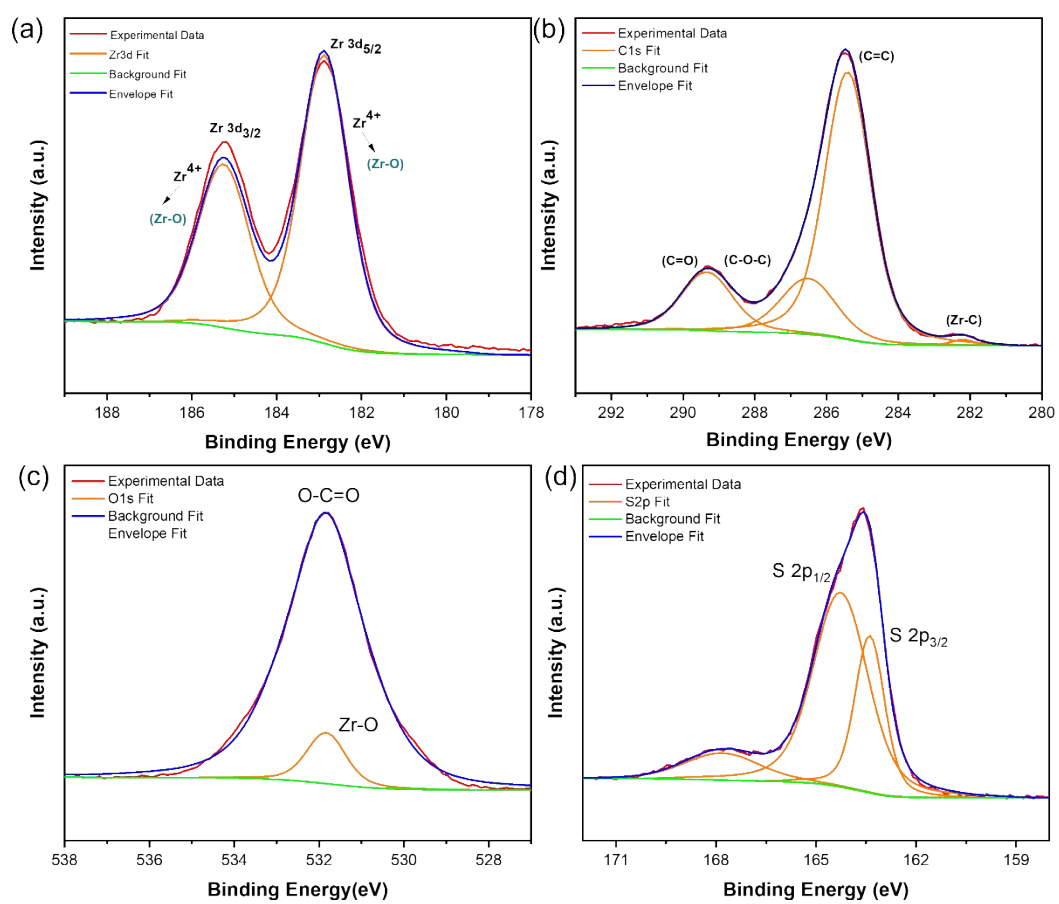 (a)
Experimental Data
Zr3d Fit
Background Fit
Envelope Fit
Zr 3d5/2
Zr4+
(Zr-O)
Zr 3d3/2
Zr4+
(Zr-O)
Intensity (a.u.)
188 186 184 182 180 178
Binding Energy (eV)
(b)
Experimental Data
C1s Fit
Background Fit
Envelope Fit
(C=C)
(C=O)
(C-O-C)
(Zr-C)
Intensity (a.u.)
292 290 288 286 284 282 280
Binding Energy (eV)
(c)
Experimental Data
O1s Fit
Background Fit
Envelope Fit
O-C=O
Zr-O
Intensity (a.u.)
538 536 534 532 530 528
Binding Energy(eV)
(d)
Experimental Data
S2p Fit
Background Fit
Envelope Fit
S 2p1/2
S 2p3/2
Intensity (a.u.)
171 168 165 162 159
Binding Energy (eV)